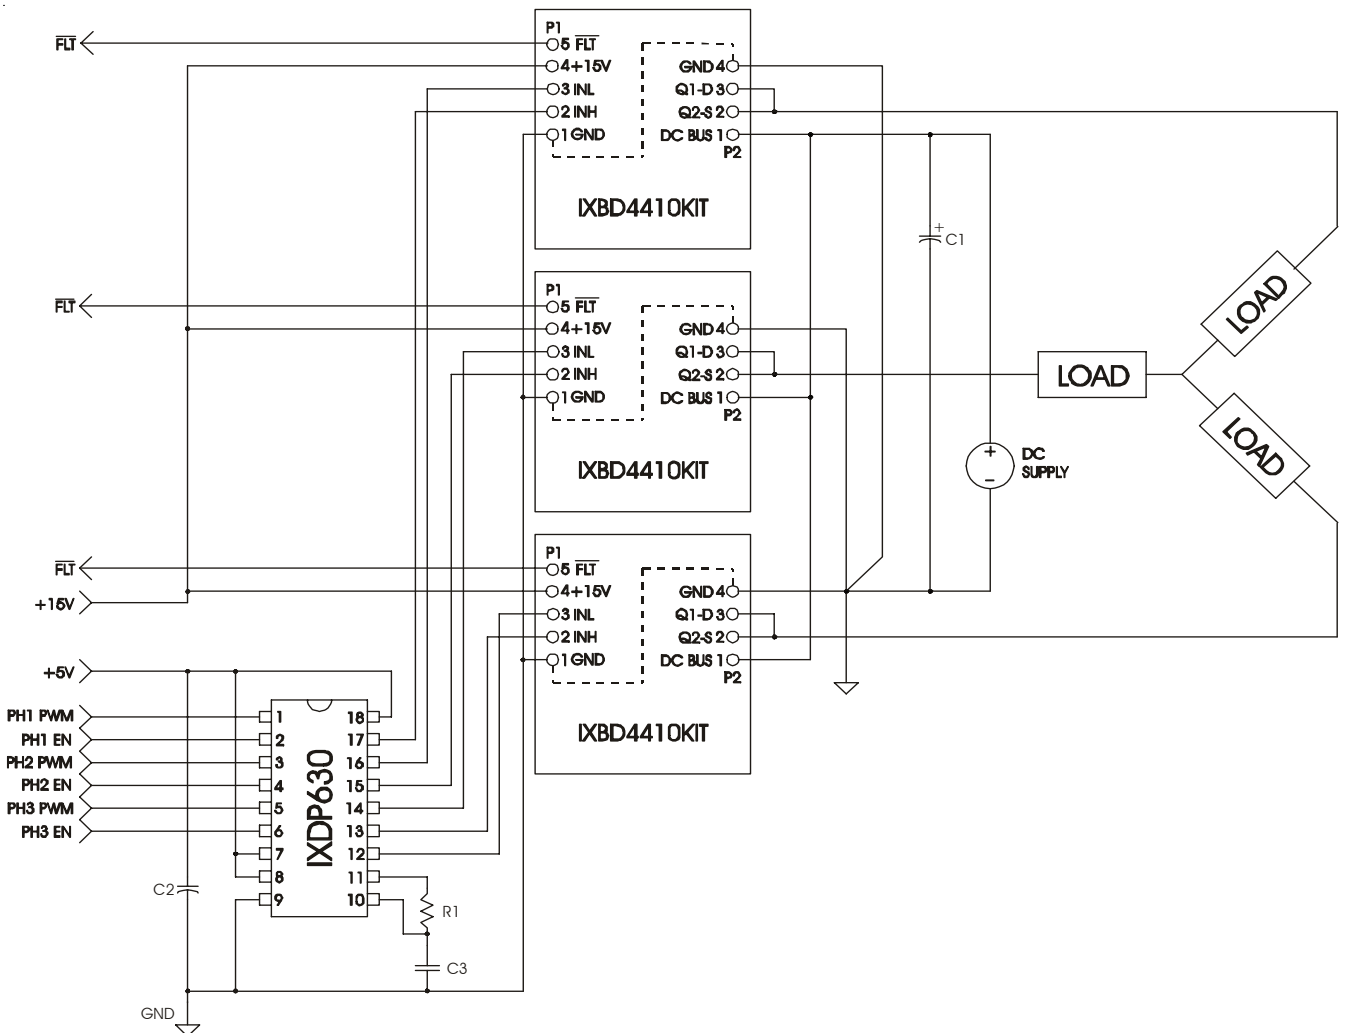 P1
5 FLT
4 +15V
3 INL
2 INH
1 GND
GND 4
Q1-D 3
Q2-S 2
DC BUS 1
P2
IXBD4410KIT
FLT
+
C1
P1
5 FLT
4 +15V
3 INL
2 INH
1 GND
GND 4
Q1-D 3
Q2-S 2
DC BUS 1
P2
IXBD4410KIT
FLT
LOAD
LOAD
LOAD
+
−
DC
SUPPLY
P1
5 FLT
4 +15V
3 INL
2 INH
1 GND
GND 4
Q1-D 3
Q2-S 2
DC BUS 1
P2
IXBD4410KIT
FLT
+15V
+5V
PH1 PWM
PH1 EN
PH2 PWM
PH2 EN
PH3 PWM
PH3 EN
1 18
2 17
3 16
4 15
5 14
6 13
7 12
8 11
9 10
IXDP630
C2
R1
C3
GND